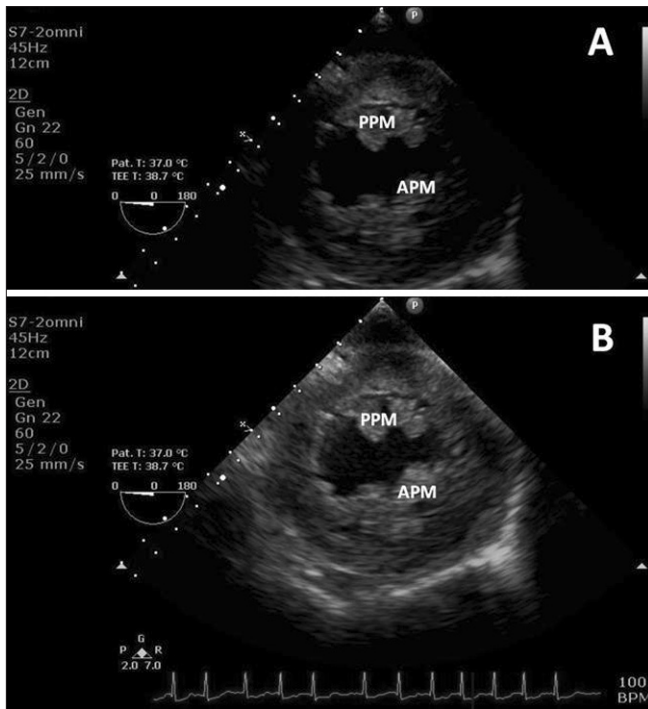 S7-2omni
45Hz
12cm
2D
Gen
Gn 22
60
5/2/0
25 mm/s
Pat. T: 37.0 °C
TEE T: 38.7 °C
0 0 180
P
A
PPM
APM
S7-2omni
45Hz
12cm
2D
Gen
Gn 22
60
5/2/0
25 mm/s
Pat. T: 37.0 °C
TEE T: 38.7 °C
0 0 180
P
B
PPM
APM
G
P R
2.0 7.0
100
BPM